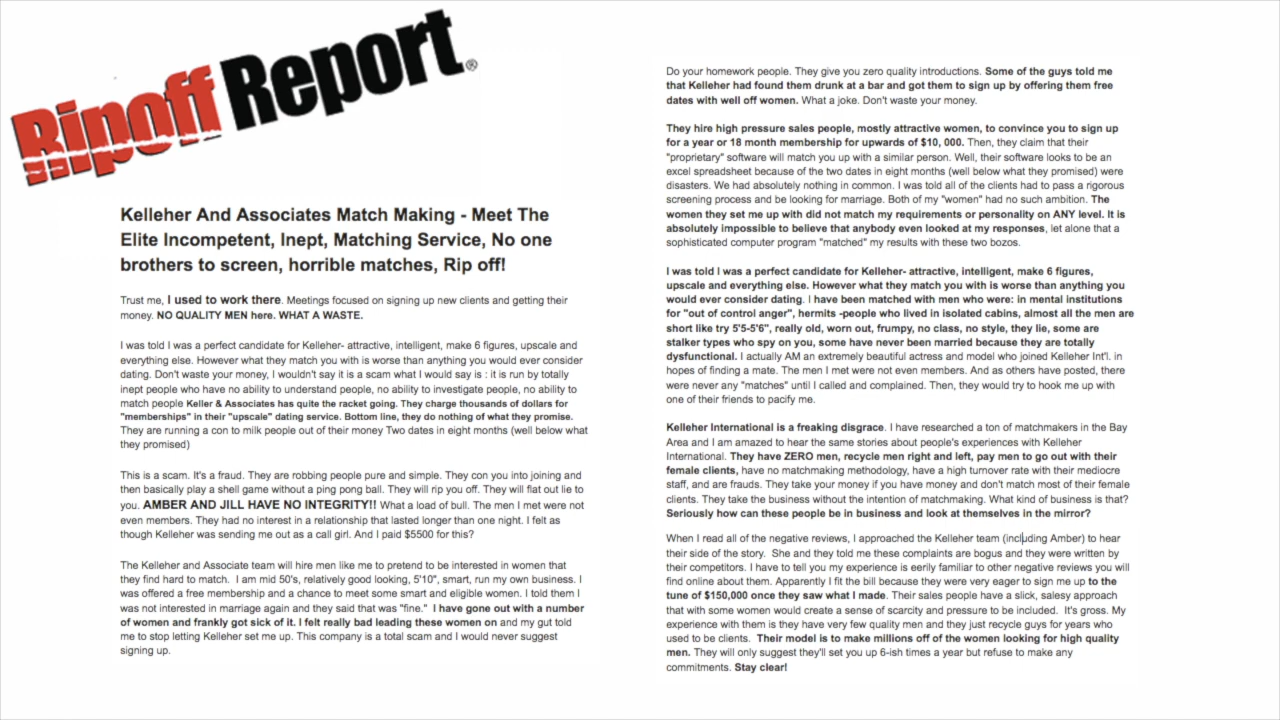 Ripoff Report®
Kelleher And Associates Match Making - Meet The
Elite Incompetent, Inept, Matching Service, No one
brothers to screen, horrible matches, Rip off!
Trust me, I used to work there. Meetings focused on signing up new clients and getting their
money. NO QUALITY MEN here. WHAT A WASTE.
I was told I was a perfect candidate for Kelleher- attractive, intelligent, make 6 figures, upscale and
everything else. However what they match you with is worse than anything you would ever consider
dating. Don't waste your money, I wouldn't say it is a scam what I would say is : it is run by totally
inept people who have no ability to understand people, no ability to investigate people, no ability to
match people Keller & Associates has quite the racket going. They charge thousands of dollars for
"memberships" in their "upscale" dating service. Bottom line, they do nothing of what they promise.
They are running a con to milk people out of their money Two dates in eight months (well below what
they promised)
This is a scam. It's a fraud. They are robbing people pure and simple. They con you into joining and
then basically play a shell game without a ping pong ball. They will rip you off. They will flat out lie to
you. AMBER AND JILL HAVE NO INTEGRITY!! What a load of bull. The men I met were not
even members. They had no interest in a relationship that lasted longer than one night. I felt as
though Kelleher was sending me out as a call girl. And I paid $5500 for this?
The Kelleher and Associate team will hire men like me to pretend to be interested in women that
they find hard to match. I am mid 50's, relatively good looking, 5'10", smart, run my own business. I
was offered a free membership and a chance to meet some smart and eligible women. I told them I
was not interested in marriage again and they said that was "fine." I have gone out with a number
of women and frankly got sick of it. I felt really bad leading these women on and my gut told
me to stop letting Kelleher set me up. This company is a total scam and I would never suggest
signing up.
Do your homework people. They give you zero quality introductions. Some of the guys told me
that Kelleher had found them drunk at a bar and got them to sign up by offering them free
dates with well off women. What a joke. Don't waste your money.
They hire high pressure sales people, mostly attractive women, to convince you to sign up
for a year or 18 month membership for upwards of $10, 000. Then, they claim that their
"proprietary" software will match you up with a similar person. Well, their software looks to be an
excel spreadsheet because of the two dates in eight months (well below what they promised) were
disasters. We had absolutely nothing in common. I was told all of the clients had to pass a rigorous
screening process and be looking for marriage. Both of my "women" had no such ambition. The
women they set me up with did not match my requirements or personality on ANY level. It is
absolutely impossible to believe that anybody even looked at my responses, let alone that a
sophisticated computer program "matched" my results with these two bozos.
I was told I was a perfect candidate for Kelleher- attractive, intelligent, make 6 figures,
upscale and everything else. However what they match you with is worse than anything you
would ever consider dating. I have been matched with men who were: in mental institutions
for "out of control anger", hermits -people who lived in isolated cabins, almost all the men are
short like try 5'5-5'6", really old, worn out, frumpy, no class, no style, they lie, some are
stalker types who spy on you, some have never been married because they are totally
dysfunctional. I actually AM an extremely beautiful actress and model who joined Kelleher Int'l. in
hopes of finding a mate. The men I met were not even members. And as others have posted, there
were never any "matches" until I called and complained. Then, they would try to hook me up with
one of their friends to pacify me.
Kelleher International is a freaking disgrace. I have researched a ton of matchmakers in the Bay
Area and I am amazed to hear the same stories about people's experiences with Kelleher
International. They have ZERO men, recycle men right and left, pay men to go out with their
female clients, have no matchmaking methodology, have a high turnover rate with their mediocre
staff, and are frauds. They take your money if you have money and don't match most of their female
clients. They take the business without the intention of matchmaking. What kind of business is that?
Seriously how can these people be in business and look at themselves in the mirror?
When I read all of the negative reviews, I approached the Kelleher team (including Amber) to hear
their side of the story. She and they told me these complaints are bogus and they were written by
their competitors. I have to tell you my experience is eerily familiar to other negative reviews you will
find online about them. Apparently I fit the bill because they were very eager to sign me up to the
tune of $150,000 once they saw what I made. Their sales people have a slick, salesy approach
that with some women would create a sense of scarcity and pressure to be included. It's gross. My
experience with them is they have very few quality men and they just recycle guys for years who
used to be clients. Their model is to make millions off of the women looking for high quality
men. They will only suggest they'll set you up 6-ish times a year but refuse to make any
commitments. Stay clear!